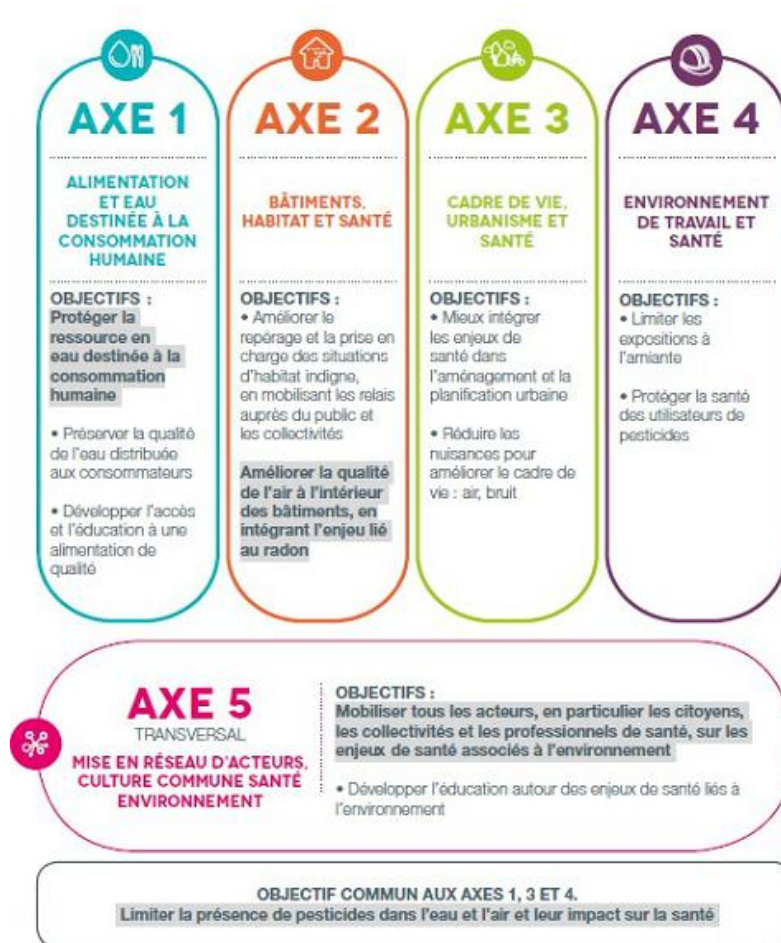 AXE 1
ALIMENTATION
ET EAU
DESTINÉE À LA
CONSOMMATION
HUMAINE
OBJECTIFS :
Protéger la
ressource en
eau destinée à la
consommation
humaine
• Préserver la qualité
de l'eau distribuée
aux consommateurs
• Développer l'accès
et l'éducation à une
alimentation de
qualité
AXE 2
BÂTIMENTS,
HABITAT ET SANTÉ
OBJECTIFS :
• Améliorer le
repérage et la prise en
charge des situations
d'habitat indigne,
en mobilisant les relais
auprès du public et
les collectivités
Améliorer la qualité
de l'air à l'intérieur
des bâtiments, en
intégrant l'enjeu lié
au radon
AXE 3
CADRE DE VIE,
URBANISME ET
SANTÉ
OBJECTIFS :
• Mieux intégrer
les enjeux de
santé dans
l'aménagement et la
planification urbaine
• Réduire les
nuisances pour
améliorer le cadre de
vie : air, bruit
AXE 4
ENVIRONNEMENT
DE TRAVAIL ET
SANTÉ
OBJECTIFS :
• Limiter les
expositions à
l'amiante
• Protéger la santé
des utilisateurs de
pesticides
AXE 5
TRANSVERSAL
MISE EN RÉSEAU D'ACTEURS,
CULTURE COMMUNE SANTÉ
ENVIRONNEMENT
OBJECTIFS :
Mobiliser tous les acteurs, en particulier les citoyens,
les collectivités et les professionnels de santé, sur les
enjeux de santé associés à l'environnement
• Développer l'éducation autour des enjeux de santé liés à
l'environnement
OBJECTIF COMMUN AUX AXES 1, 3 ET 4.
Limiter la présence de pesticides dans l'eau et l'air et leur impact sur la santé